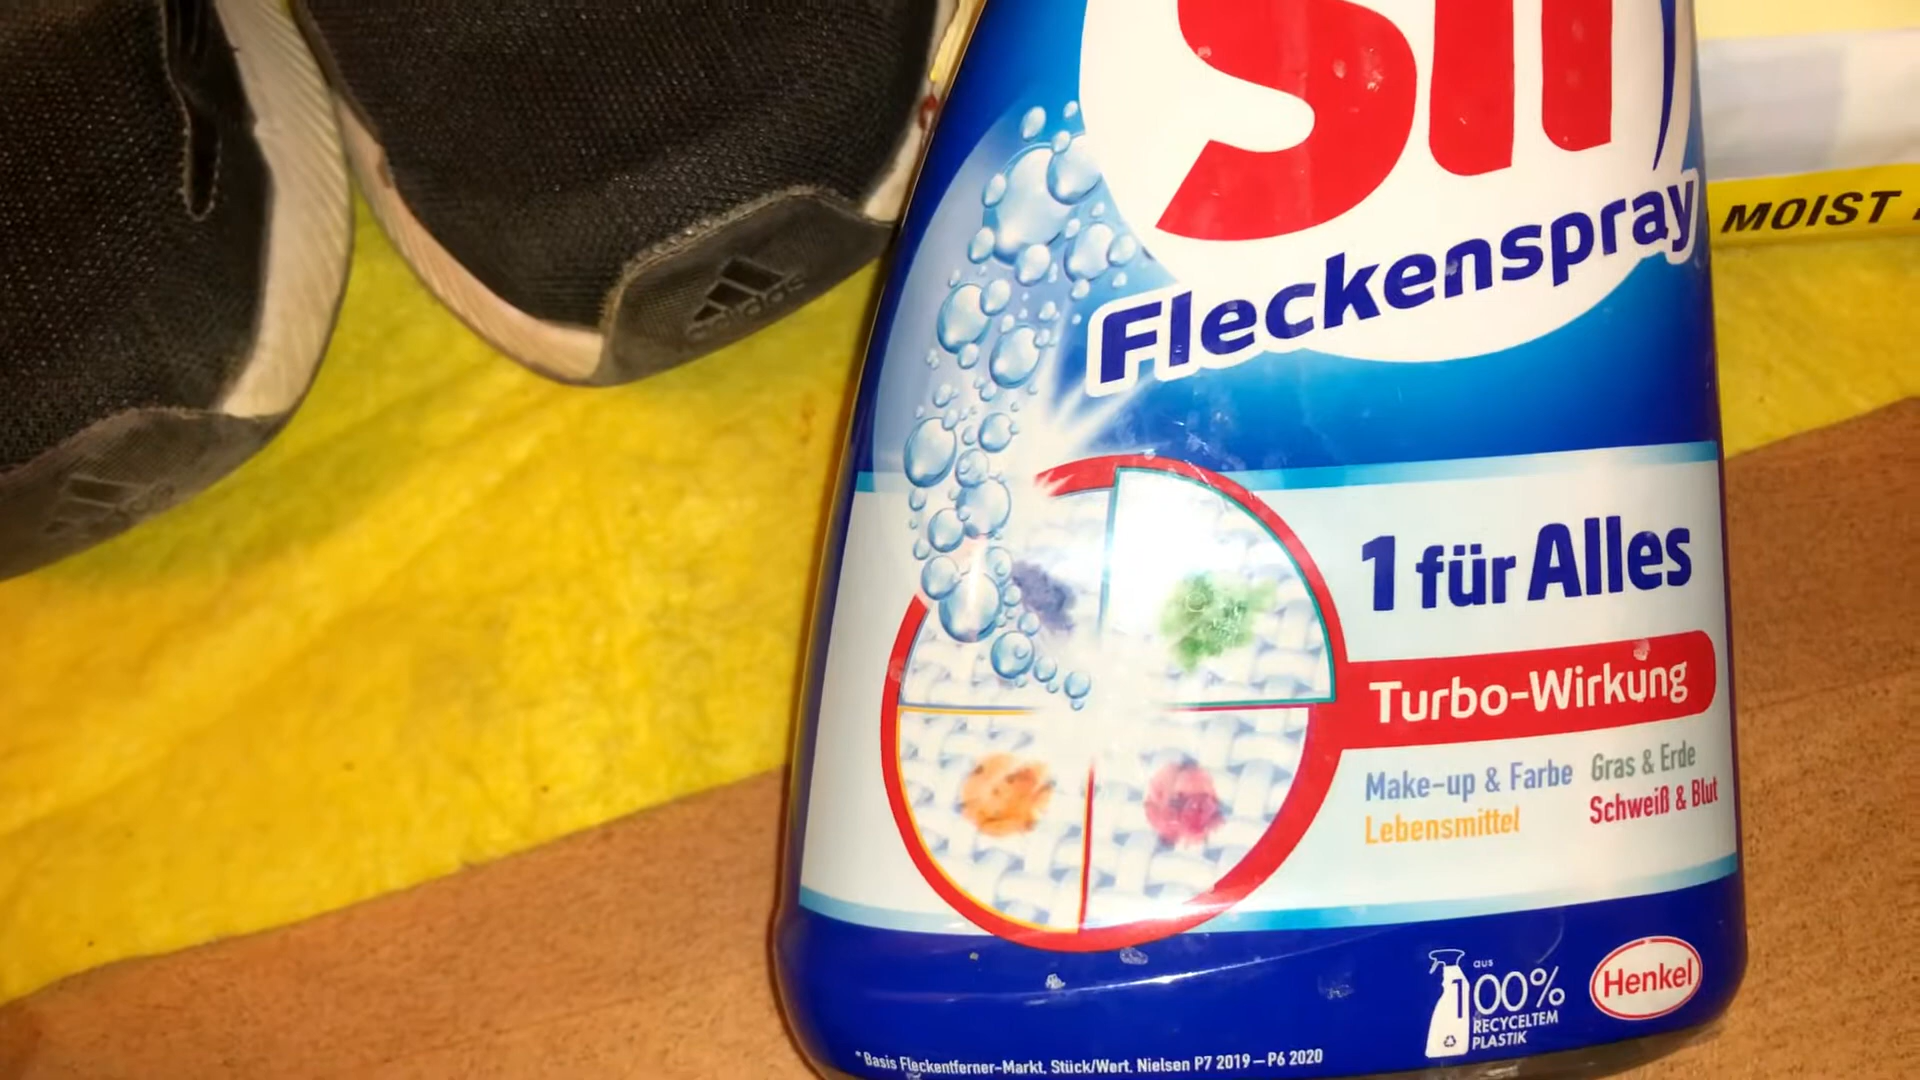 Sil
Fleckenspray
MOIST
1 für Alles
Turbo-Wirkung
Make-up & Farbe
Gras & Erde
Lebensmittel
Schweiß & Blut
aus
100%
RECYCELTEM
PLASTIK
Henkel
* Basis Fleckentferner-Markt, Stück/Wert, Nielsen P7 2019 – P6 2020
adidas